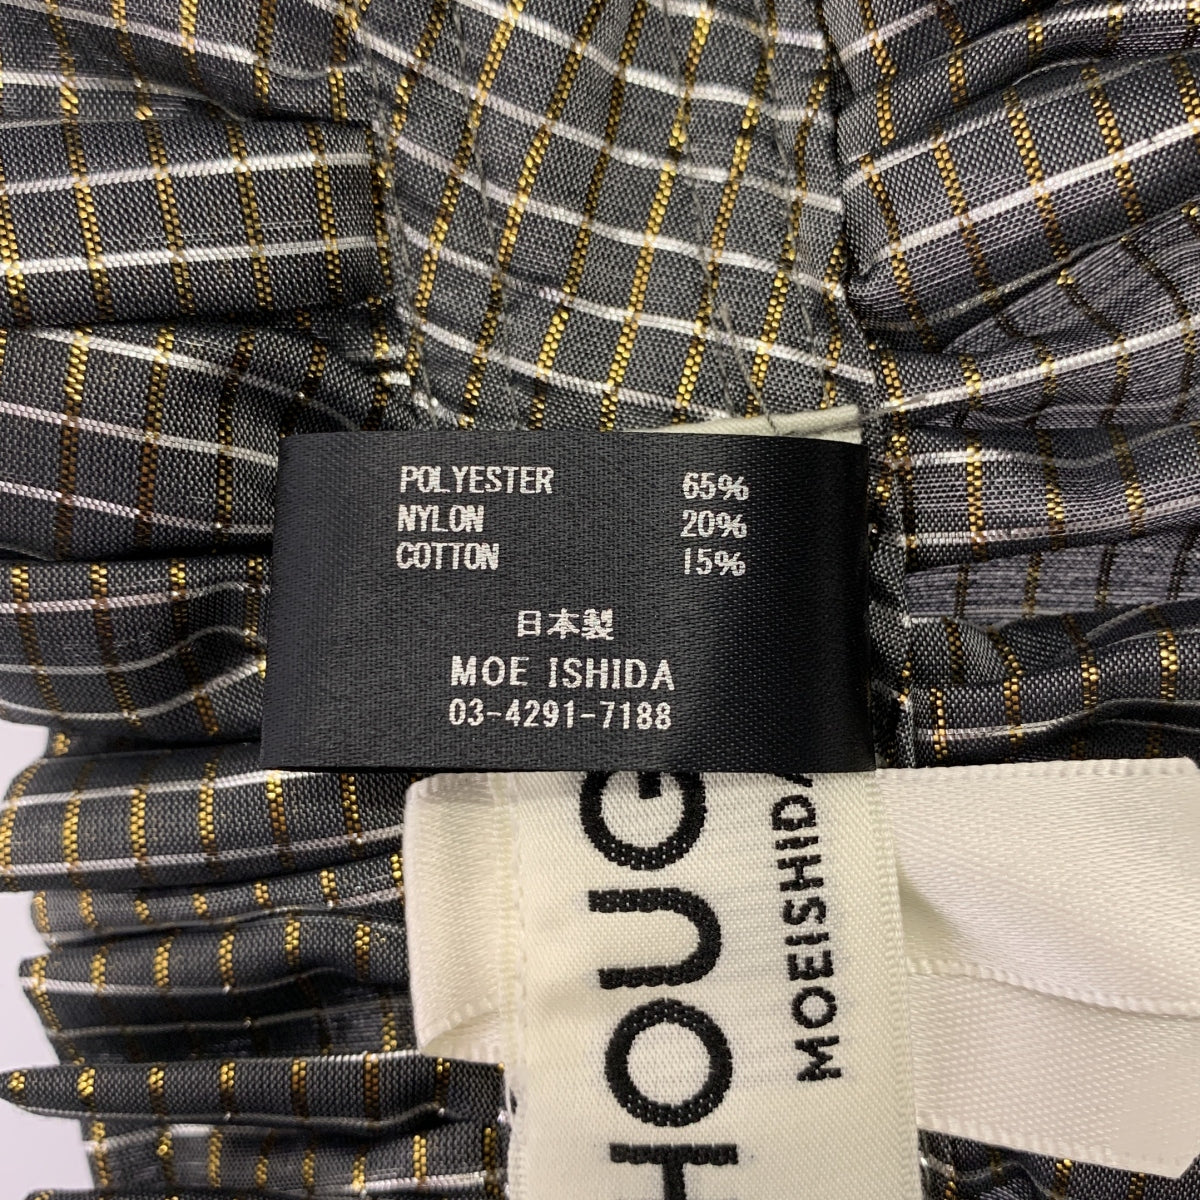 POLYESTER 65%
NYLON 20%
COTTON 15%
日本製
MOE ISHIDA
03-4291-7188
HOUG
MOEISHIDA